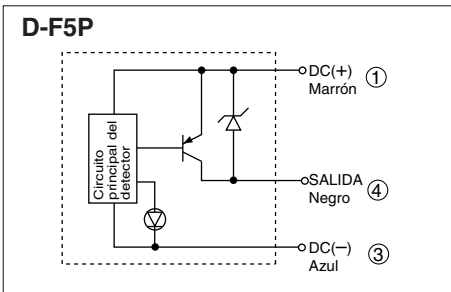 D-F5P
DC(+) ①
Marrón
Circuito
principal del
detector
SALIDA ④
Negro
DC(−) ③
Azul